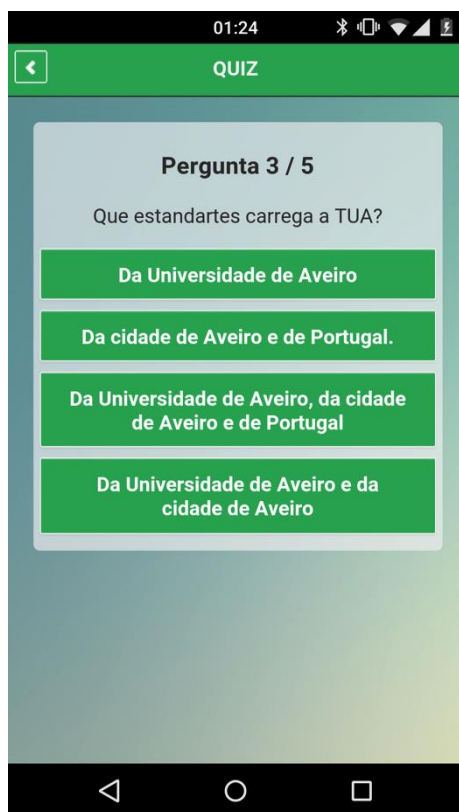 01:24
QUIZ
Pergunta 3 / 5
Que estandartes carrega a TUA?
Da Universidade de Aveiro
Da cidade de Aveiro e de Portugal.
Da Universidade de Aveiro, da cidade
de Aveiro e de Portugal
Da Universidade de Aveiro e da
cidade de Aveiro